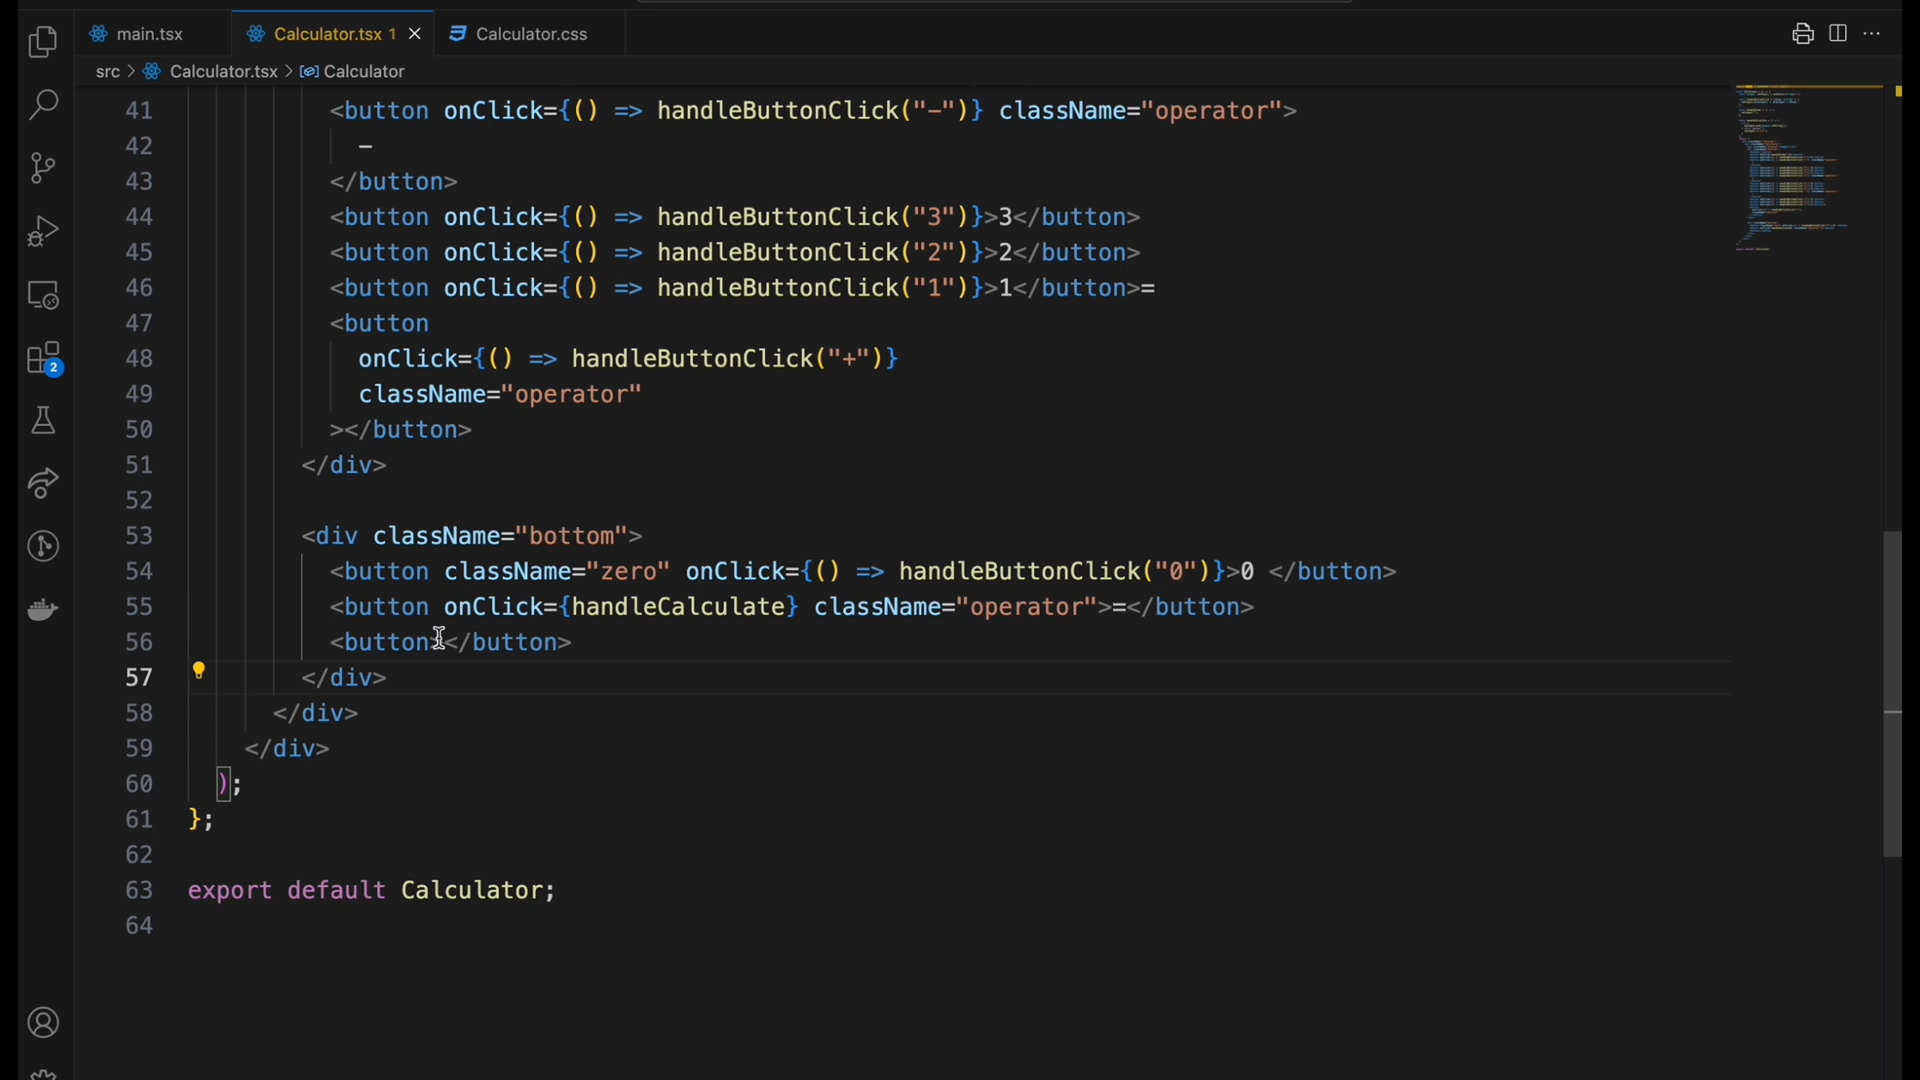 main.tsx
Calculator.tsx 1
Calculator.css
src > Calculator.tsx > Calculator
41 <button onClick={() => handleButtonClick("-")} className="operator">
42 -
43 </button>
44 <button onClick={() => handleButtonClick("3")}>3</button>
45 <button onClick={() => handleButtonClick("2")}>2</button>
46 <button onClick={() => handleButtonClick("1")}>1</button>=
47 <button
48 onClick={() => handleButtonClick("+")}
49 className="operator"
50 ></button>
51 </div>
52
53 <div className="bottom">
54 <button className="zero" onClick={() => handleButtonClick("0")}>0 </button>
55 <button onClick={handleCalculate} className="operator">=</button>
56 <button></button>
57 </div>
58 </div>
59 </div>
60 );
61 };
62
63 export default Calculator;
64
2